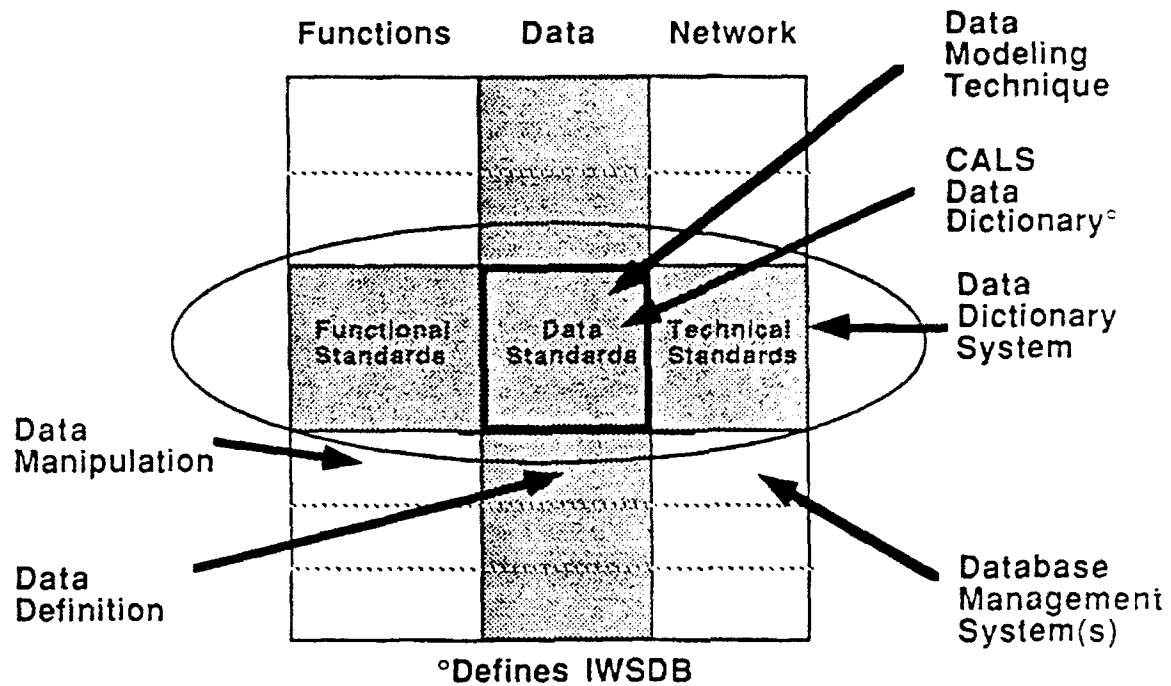 Functions Data Network
Data
Modeling
Technique
CALS
Data
Dictionary°
Data
Dictionary
System
Functional
Standards
Data
Standards
Technical
Standards
Data
Manipulation
Data
Definition
Database
Management
System(s)
°Defines IWSDB